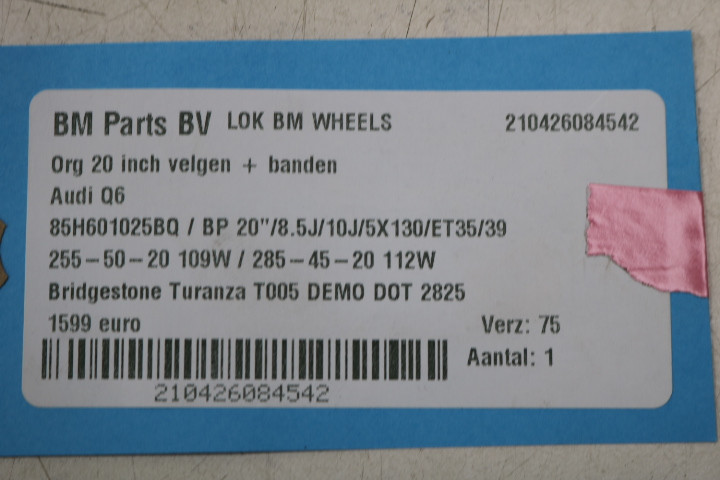 BM Parts BV LOK BM WHEELS 210426084542
Org 20 inch velgen + banden
Audi Q6
85H601025BQ / BP 20"/8.5J/10J/5X130/ET35/39
255-50-20 109W / 285-45-20 112W
Bridgestone Turanza T005 DEMO DOT 2825
1599 euro Verz: 75
Aantal: 1
210426084542